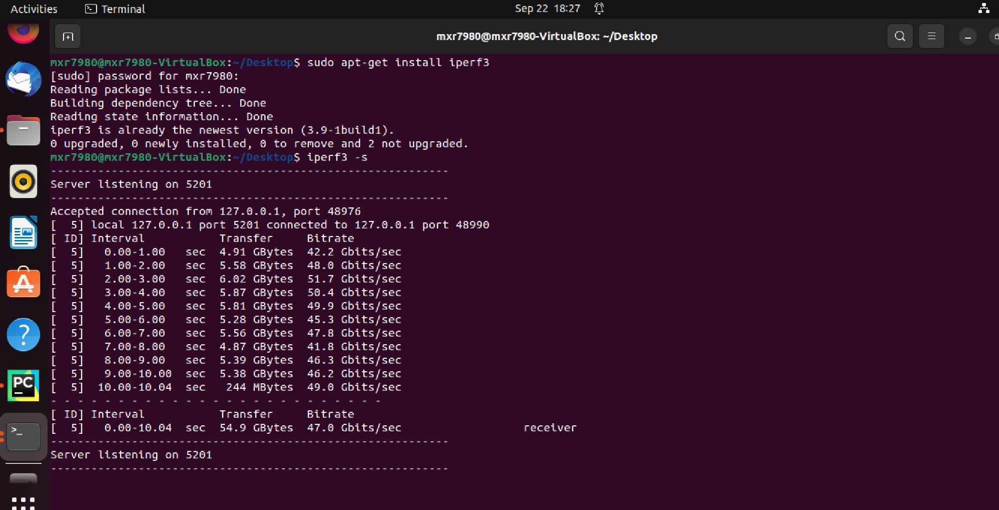 Activities Terminal Sep 22 18:27
mxr7980@mxr7980-VirtualBox: ~/Desktop
mxr7980@mxr7980-VirtualBox:~/Desktop$ sudo apt-get install iperf3
[sudo] password for mxr7980:
Reading package lists... Done
Building dependency tree... Done
Reading state information... Done
iperf3 is already the newest version (3.9-1build1).
0 upgraded, 0 newly installed, 0 to remove and 2 not upgraded.
mxr7980@mxr7980-VirtualBox:~/Desktop$ iperf3 -s
-----------------------------------------------------------
Server listening on 5201
-----------------------------------------------------------
Accepted connection from 127.0.0.1, port 48976
[  5] local 127.0.0.1 port 5201 connected to 127.0.0.1 port 48990
[ ID] Interval           Transfer     Bitrate
[  5]   0.00-1.00   sec  4.91 GBytes  42.2 Gbits/sec
[  5]   1.00-2.00   sec  5.58 GBytes  48.0 Gbits/sec
[  5]   2.00-3.00   sec  6.02 GBytes  51.7 Gbits/sec
[  5]   3.00-4.00   sec  5.87 GBytes  50.4 Gbits/sec
[  5]   4.00-5.00   sec  5.81 GBytes  49.9 Gbits/sec
[  5]   5.00-6.00   sec  5.28 GBytes  45.3 Gbits/sec
[  5]   6.00-7.00   sec  5.56 GBytes  47.8 Gbits/sec
[  5]   7.00-8.00   sec  4.87 GBytes  41.8 Gbits/sec
[  5]   8.00-9.00   sec  5.39 GBytes  46.3 Gbits/sec
[  5]   9.00-10.00  sec  5.38 GBytes  46.2 Gbits/sec
[  5]  10.00-10.04  sec   244 MBytes  49.0 Gbits/sec
- - - - - - - - - - - - - - - - - - - - - - - - -
[ ID] Interval           Transfer     Bitrate
[  5]   0.00-10.04  sec  54.9 GBytes  47.0 Gbits/sec                  receiver
-----------------------------------------------------------
Server listening on 5201
-----------------------------------------------------------
PC